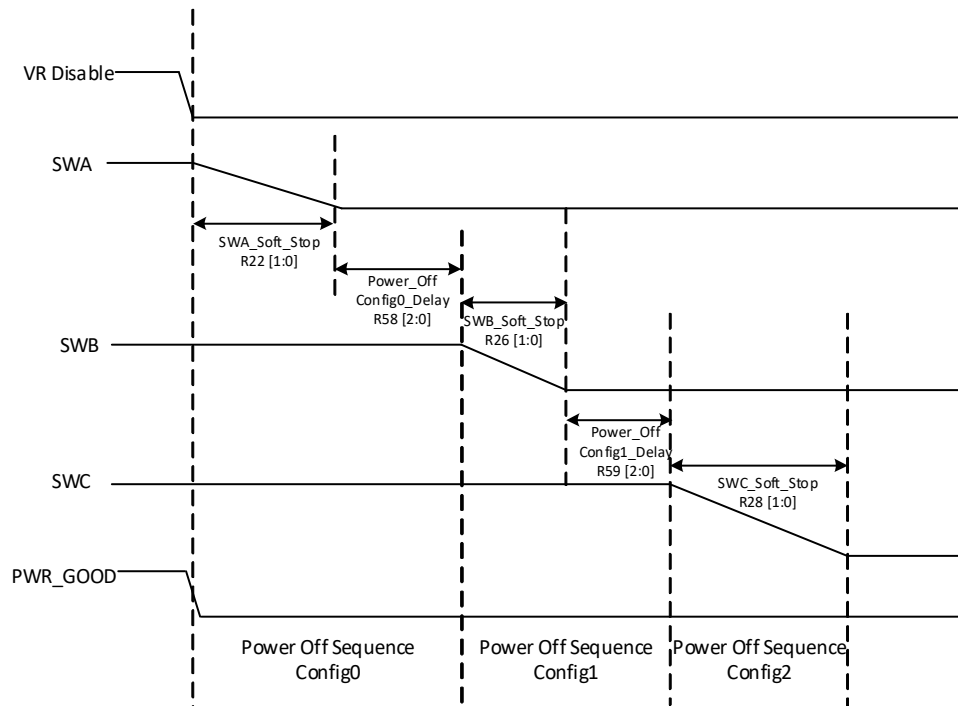 VR Disable
SWA
SWA_Soft_Stop
R22 [1:0]
Power_Off
Config0_Delay
R58 [2:0]
SWB_Soft_Stop
R26 [1:0]
SWB
Power_Off
Config1_Delay
R59 [2:0]
SWC
SWC_Soft_Stop
R28 [1:0]
PWR_GOOD
Power Off Sequence
Config0
Power Off Sequence
Config1
Power Off Sequence
Config2